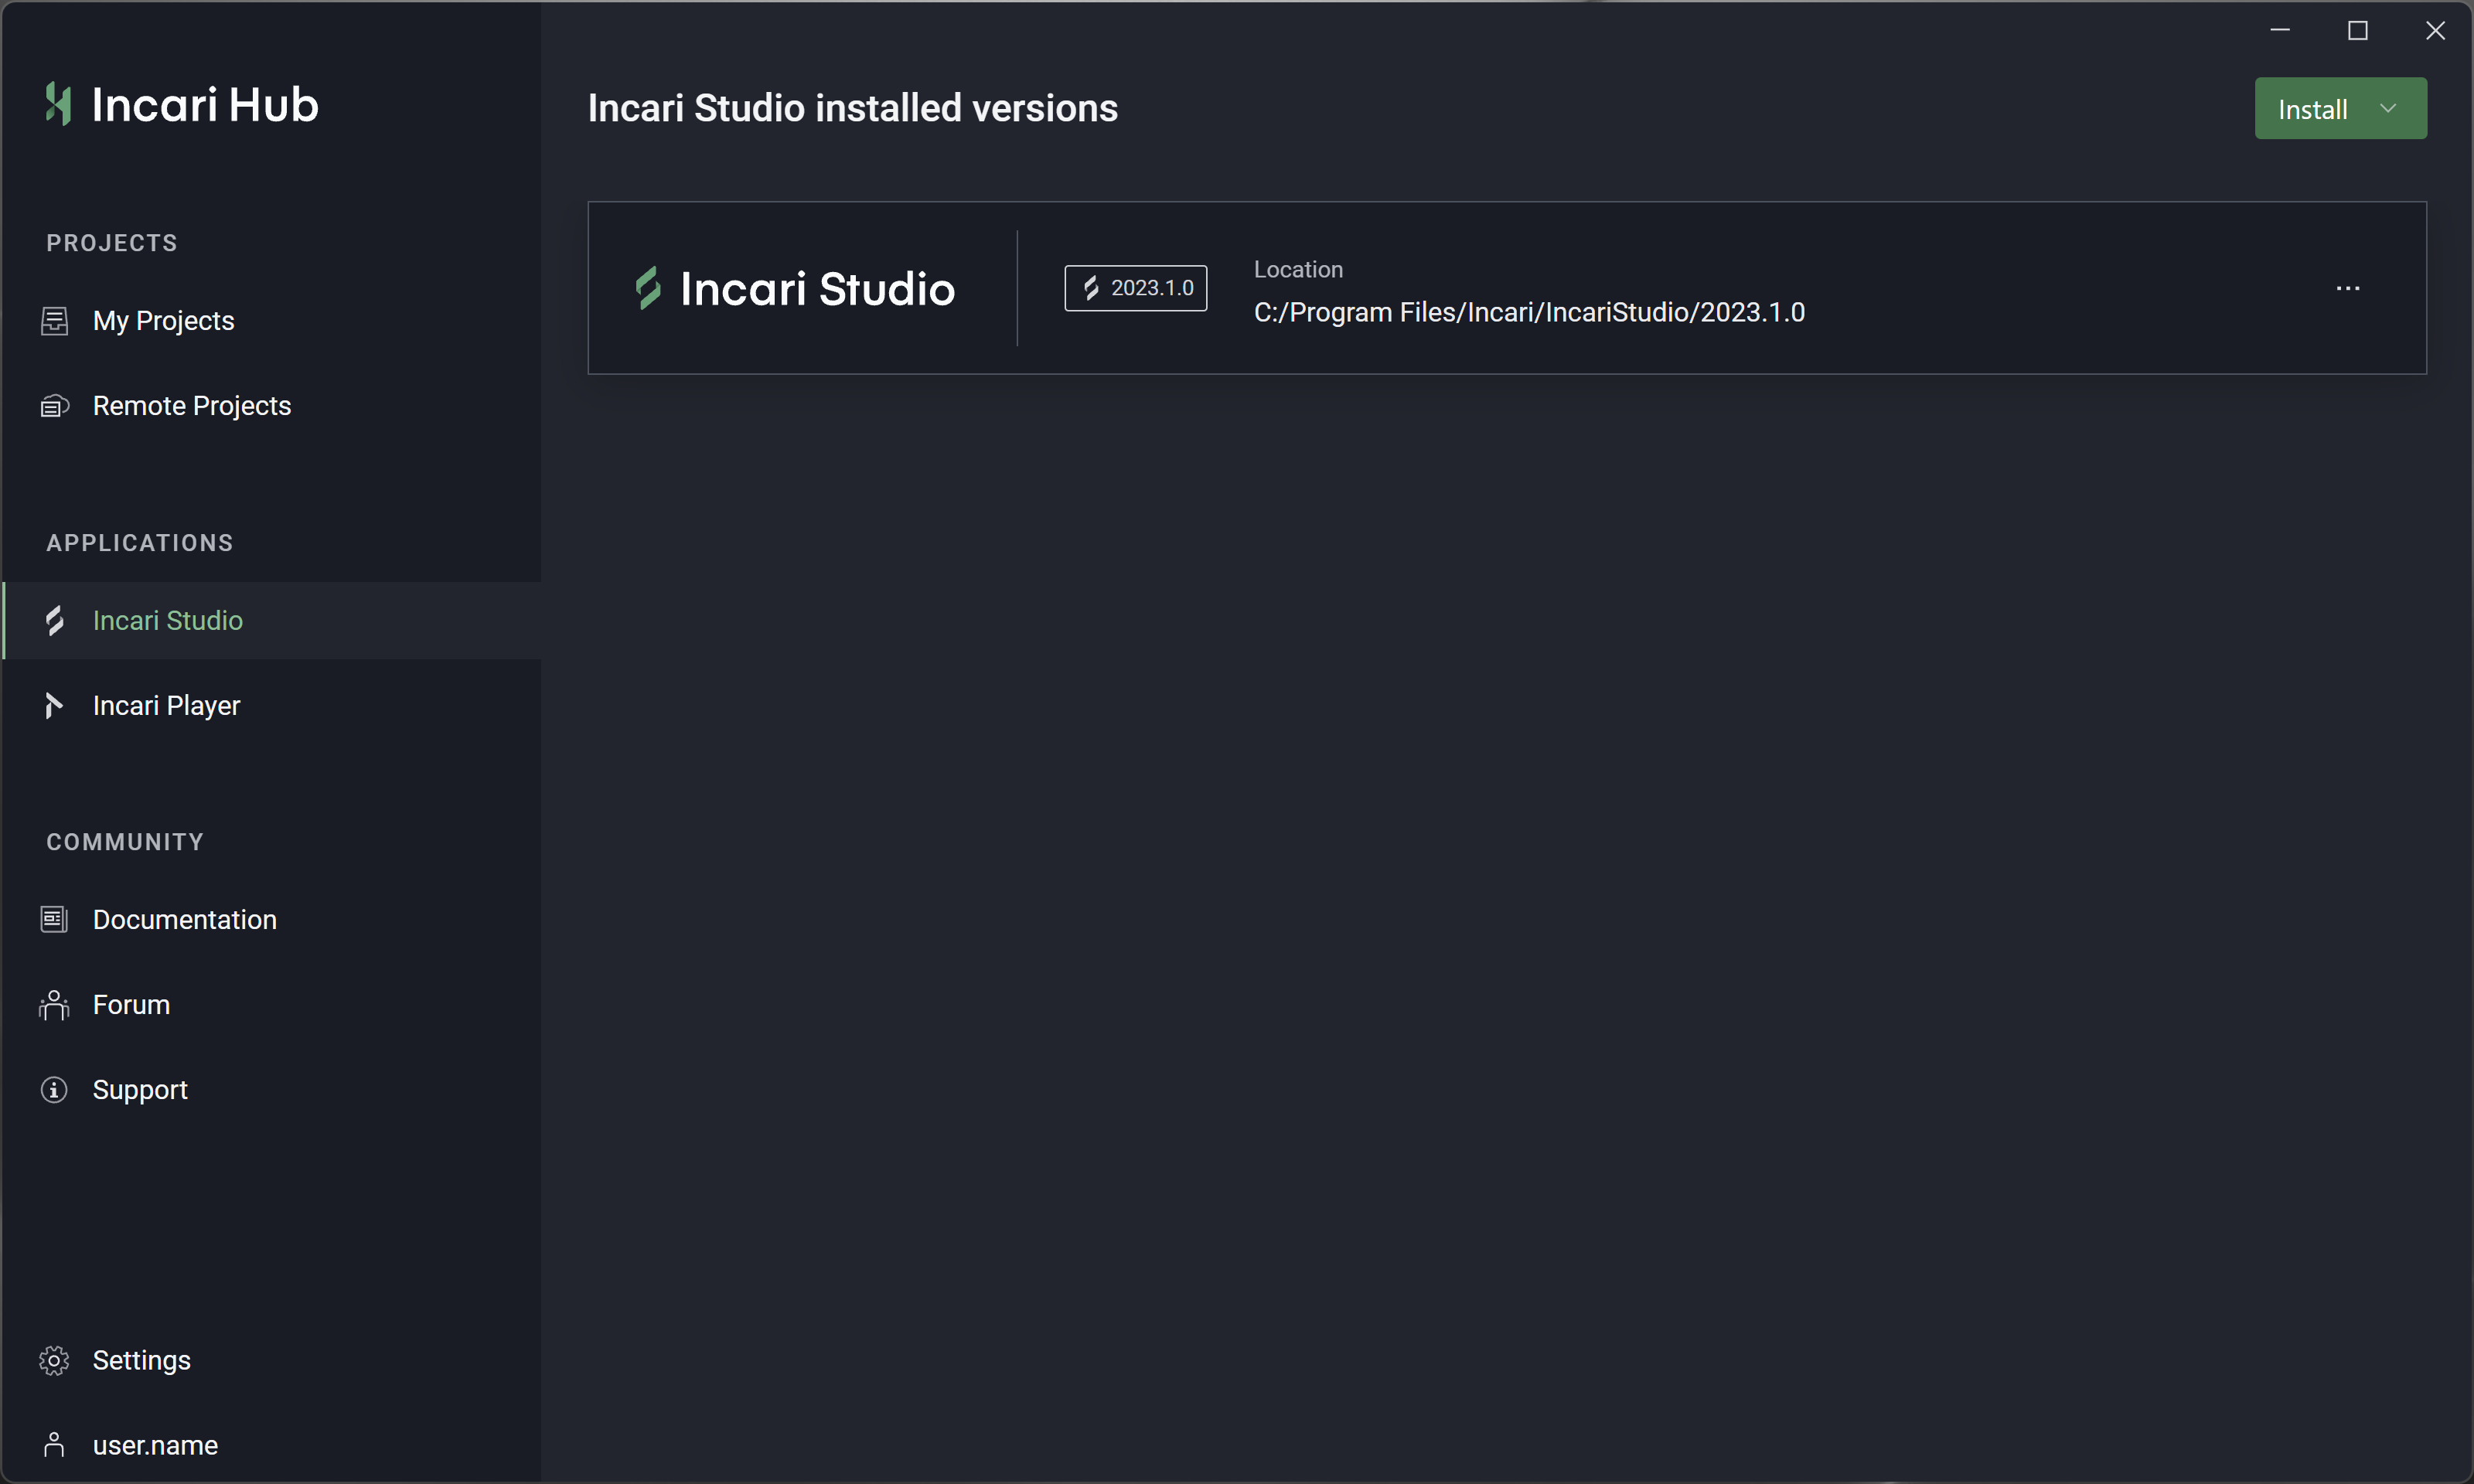 Incari Hub
PROJECTS
My Projects
Remote Projects
APPLICATIONS
Incari Studio
Incari Player
COMMUNITY
Documentation
Forum
Support
Settings
user.name
Incari Studio installed versions
Install
Incari Studio
2023.1.0
Location
C:/Program Files/Incari/IncariStudio/2023.1.0